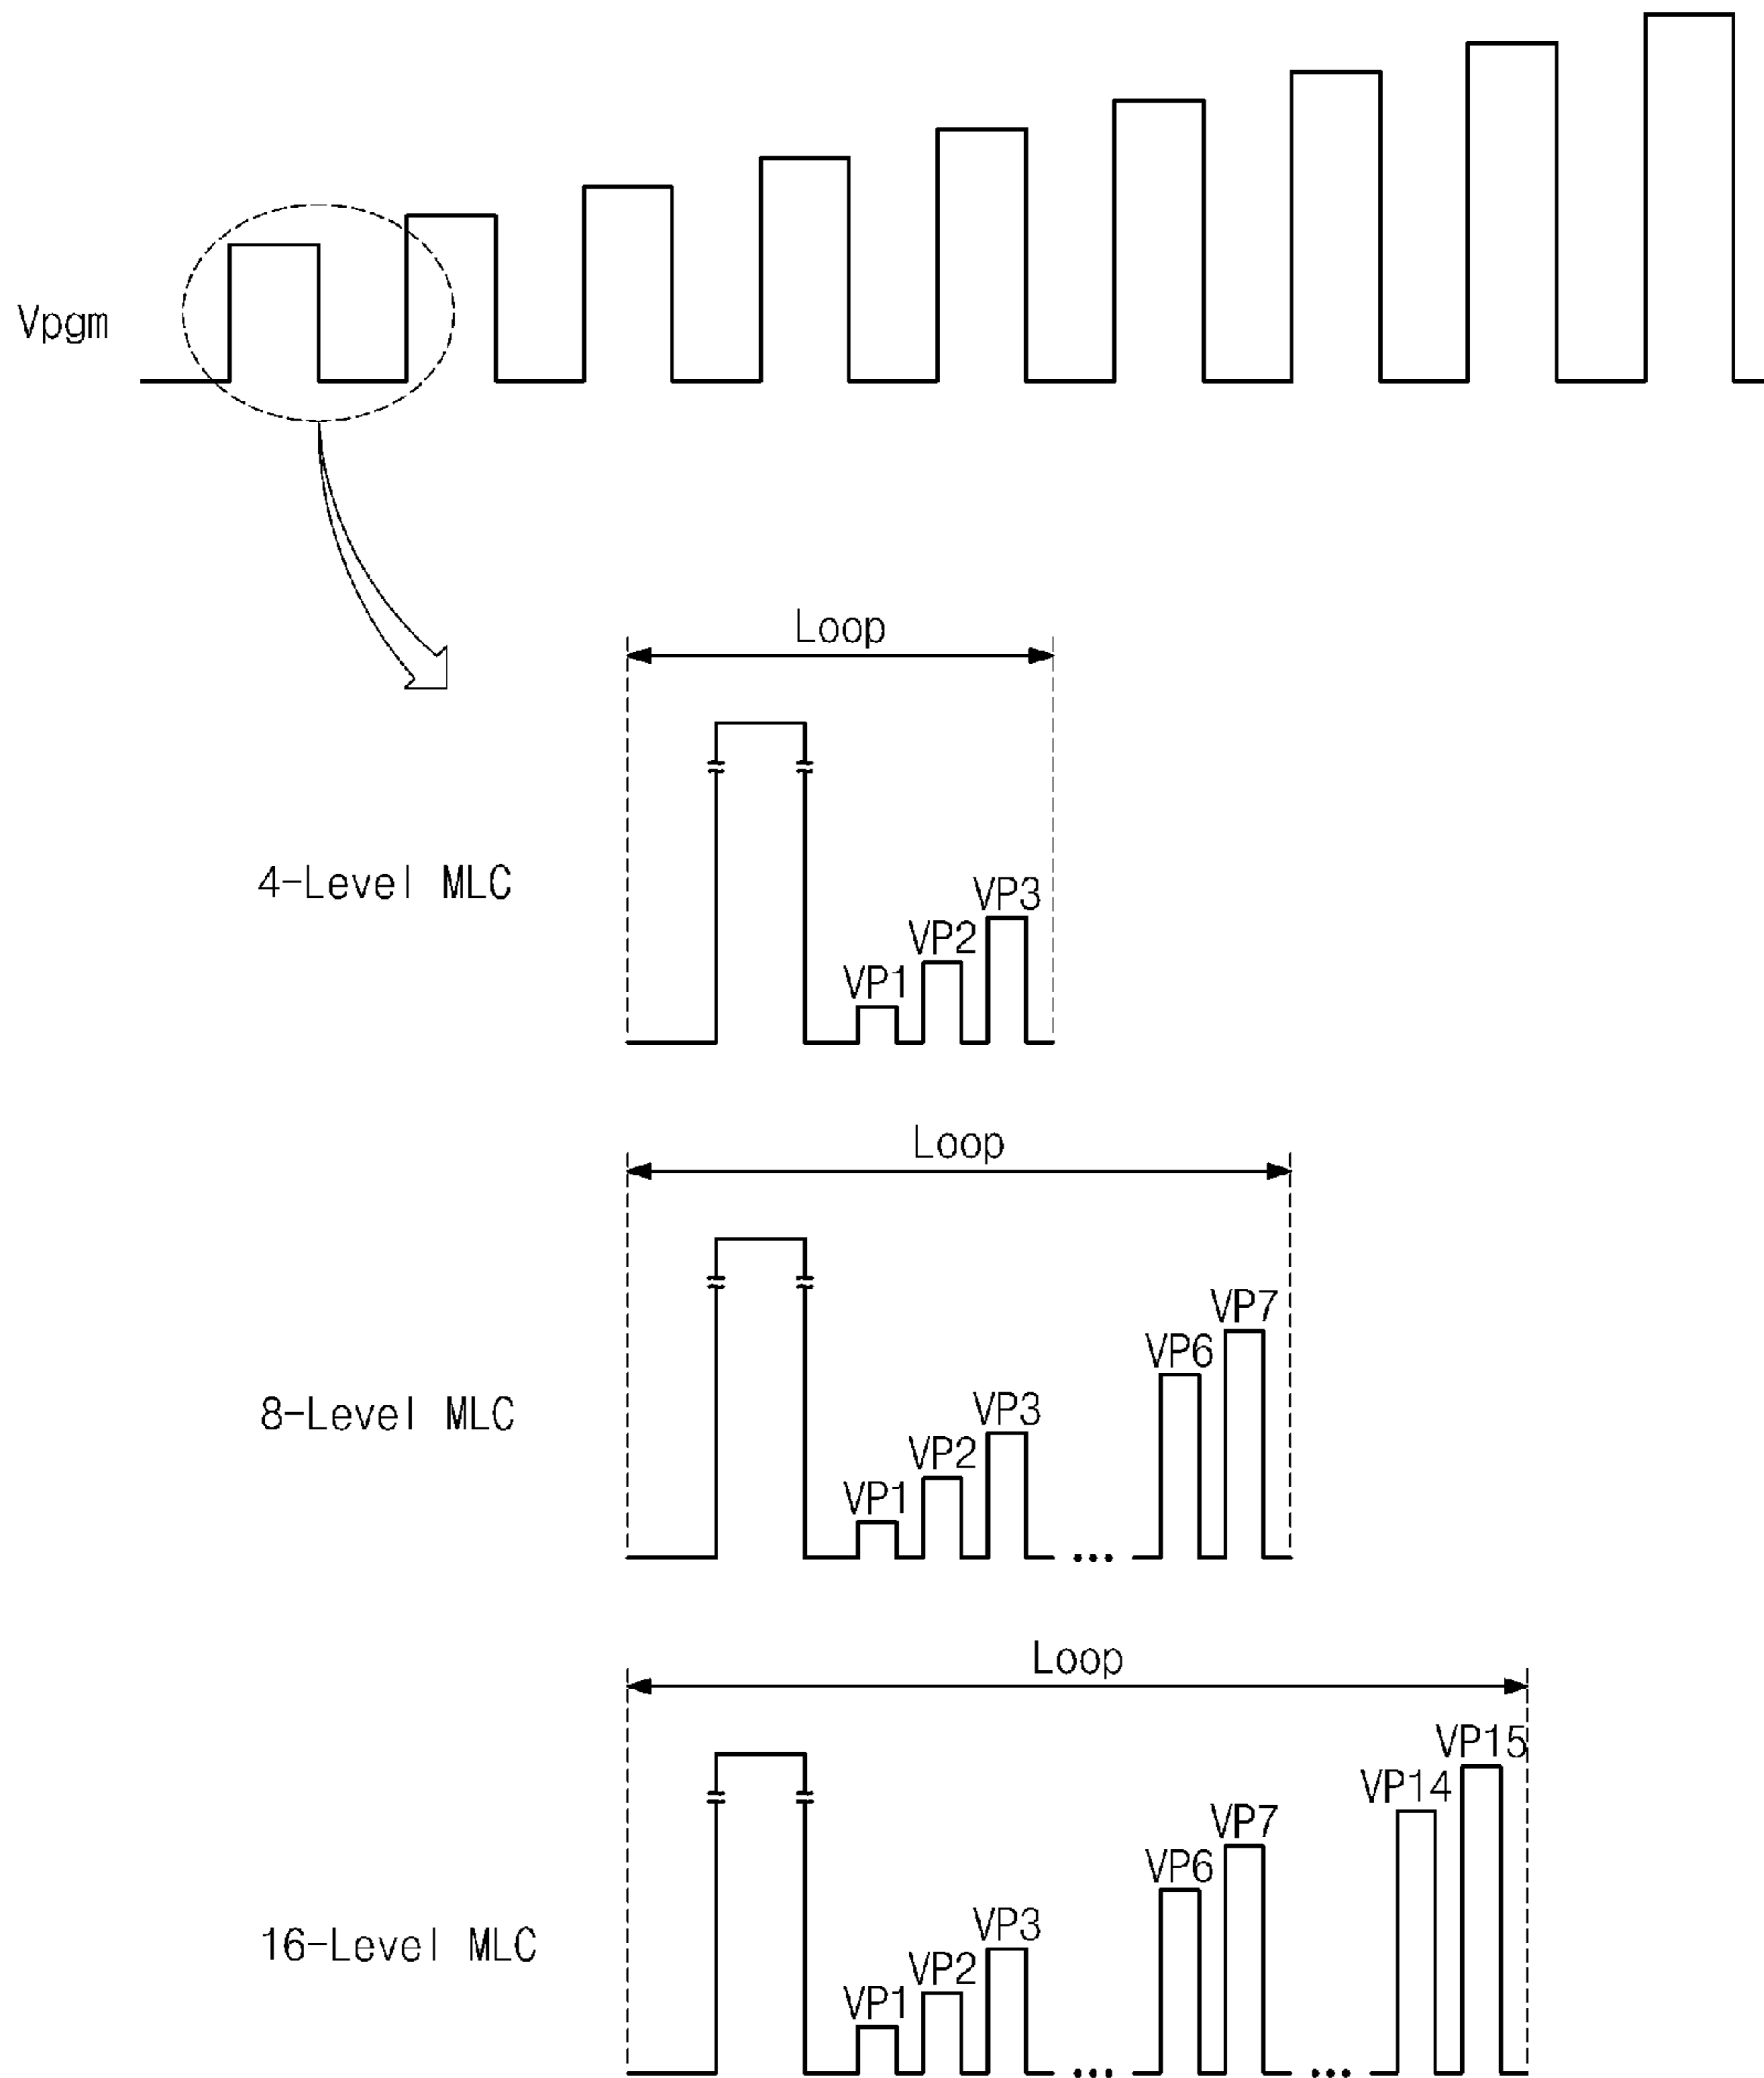 Vpgm
Loop
4-Level MLC
VP1
VP2
VP3
Loop
8-Level MLC
VP1
VP2
VP3
...
VP6
VP7
Loop
16-Level MLC
VP1
VP2
VP3
...
VP6
VP7
...
VP14
VP15